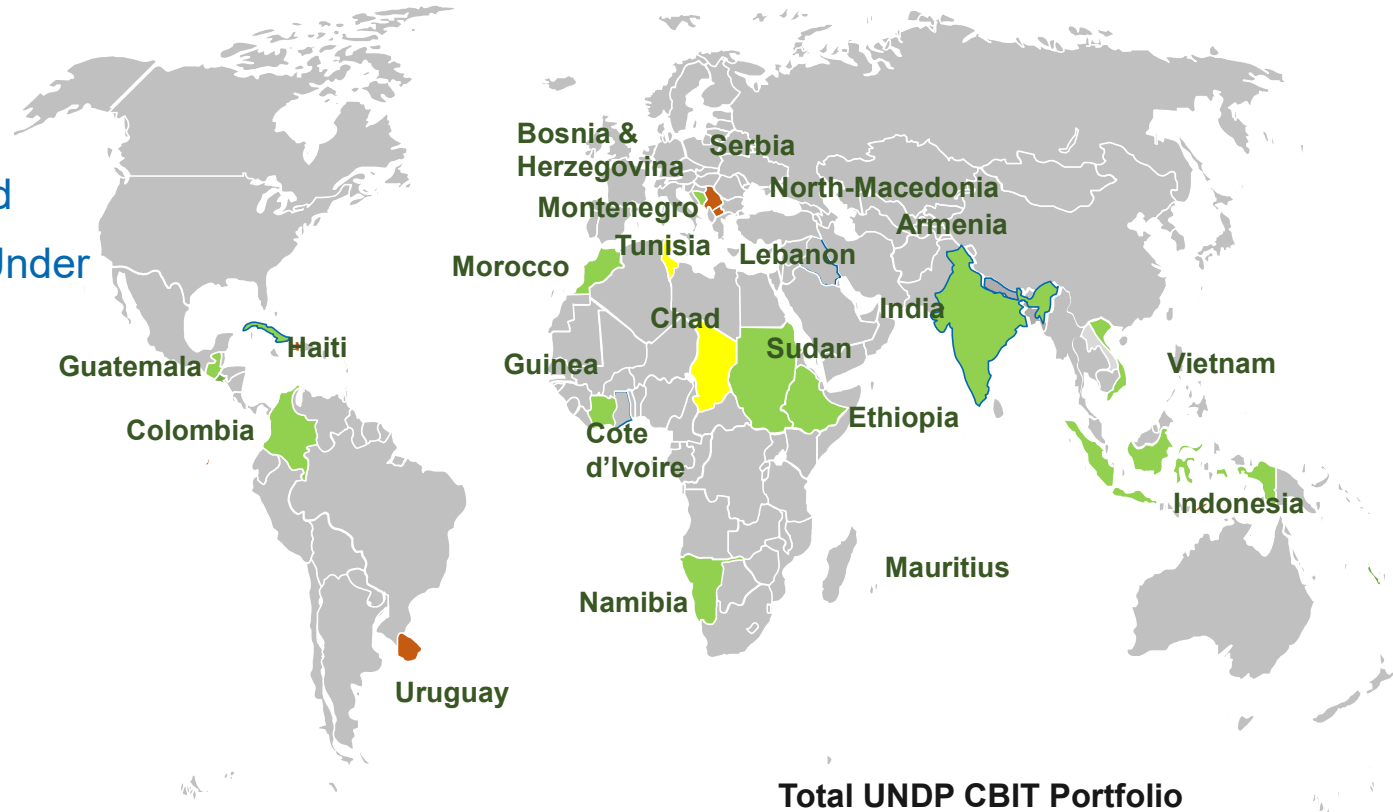 d
Under
Bosnia &
Herzegovina
Serbia
North-Macedonia
Montenegro
Armenia
Tunisia
Lebanon
Morocco
India
Chad
Haiti
Sudan
Guinea
Guatemala
Vietnam
Colombia
Ethiopia
Cote
d’Ivoire
Indonesia
Mauritius
Namibia
Uruguay
Total UNDP CBIT Portfolio